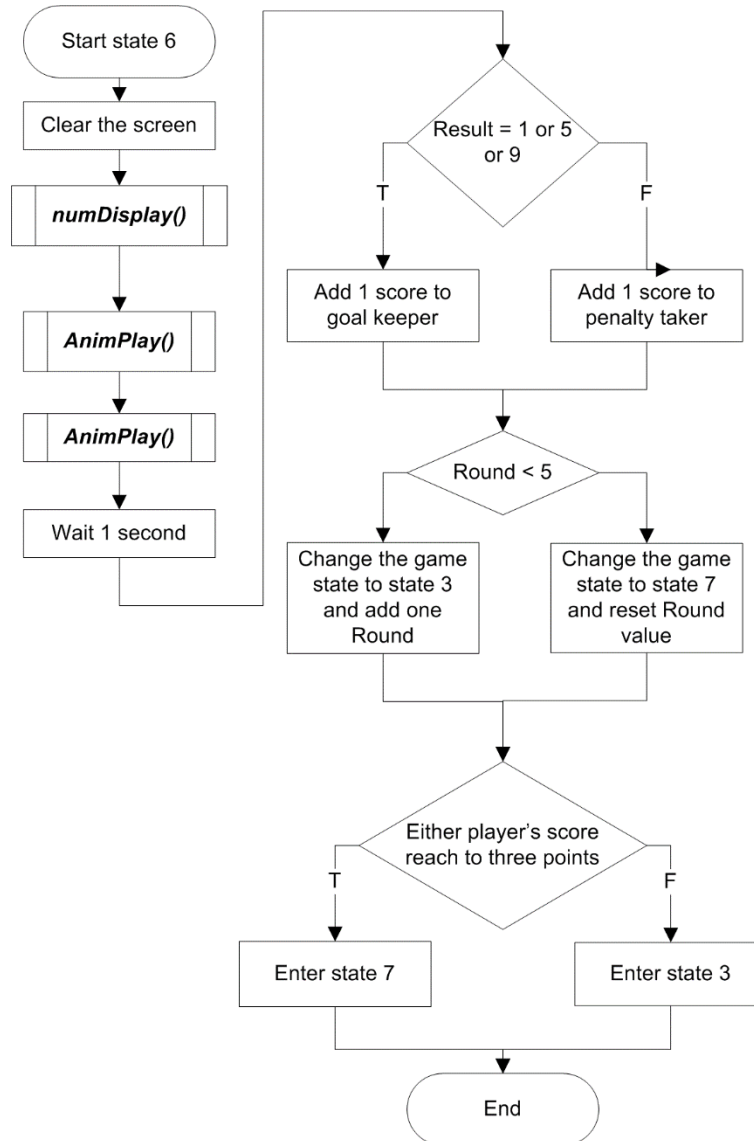 Start state 6
Clear the screen
numDisplay()
AnimPlay()
AnimPlay()
Wait 1 second
Result = 1 or 5
or 9
T
F
Add 1 score to
goal keeper
Add 1 score to
penalty taker
Round < 5
Change the game
state to state 3
and add one
Round
Change the game
state to state 7
and reset Round
value
Either player’s score
reach to three points
T
F
Enter state 7
Enter state 3
End